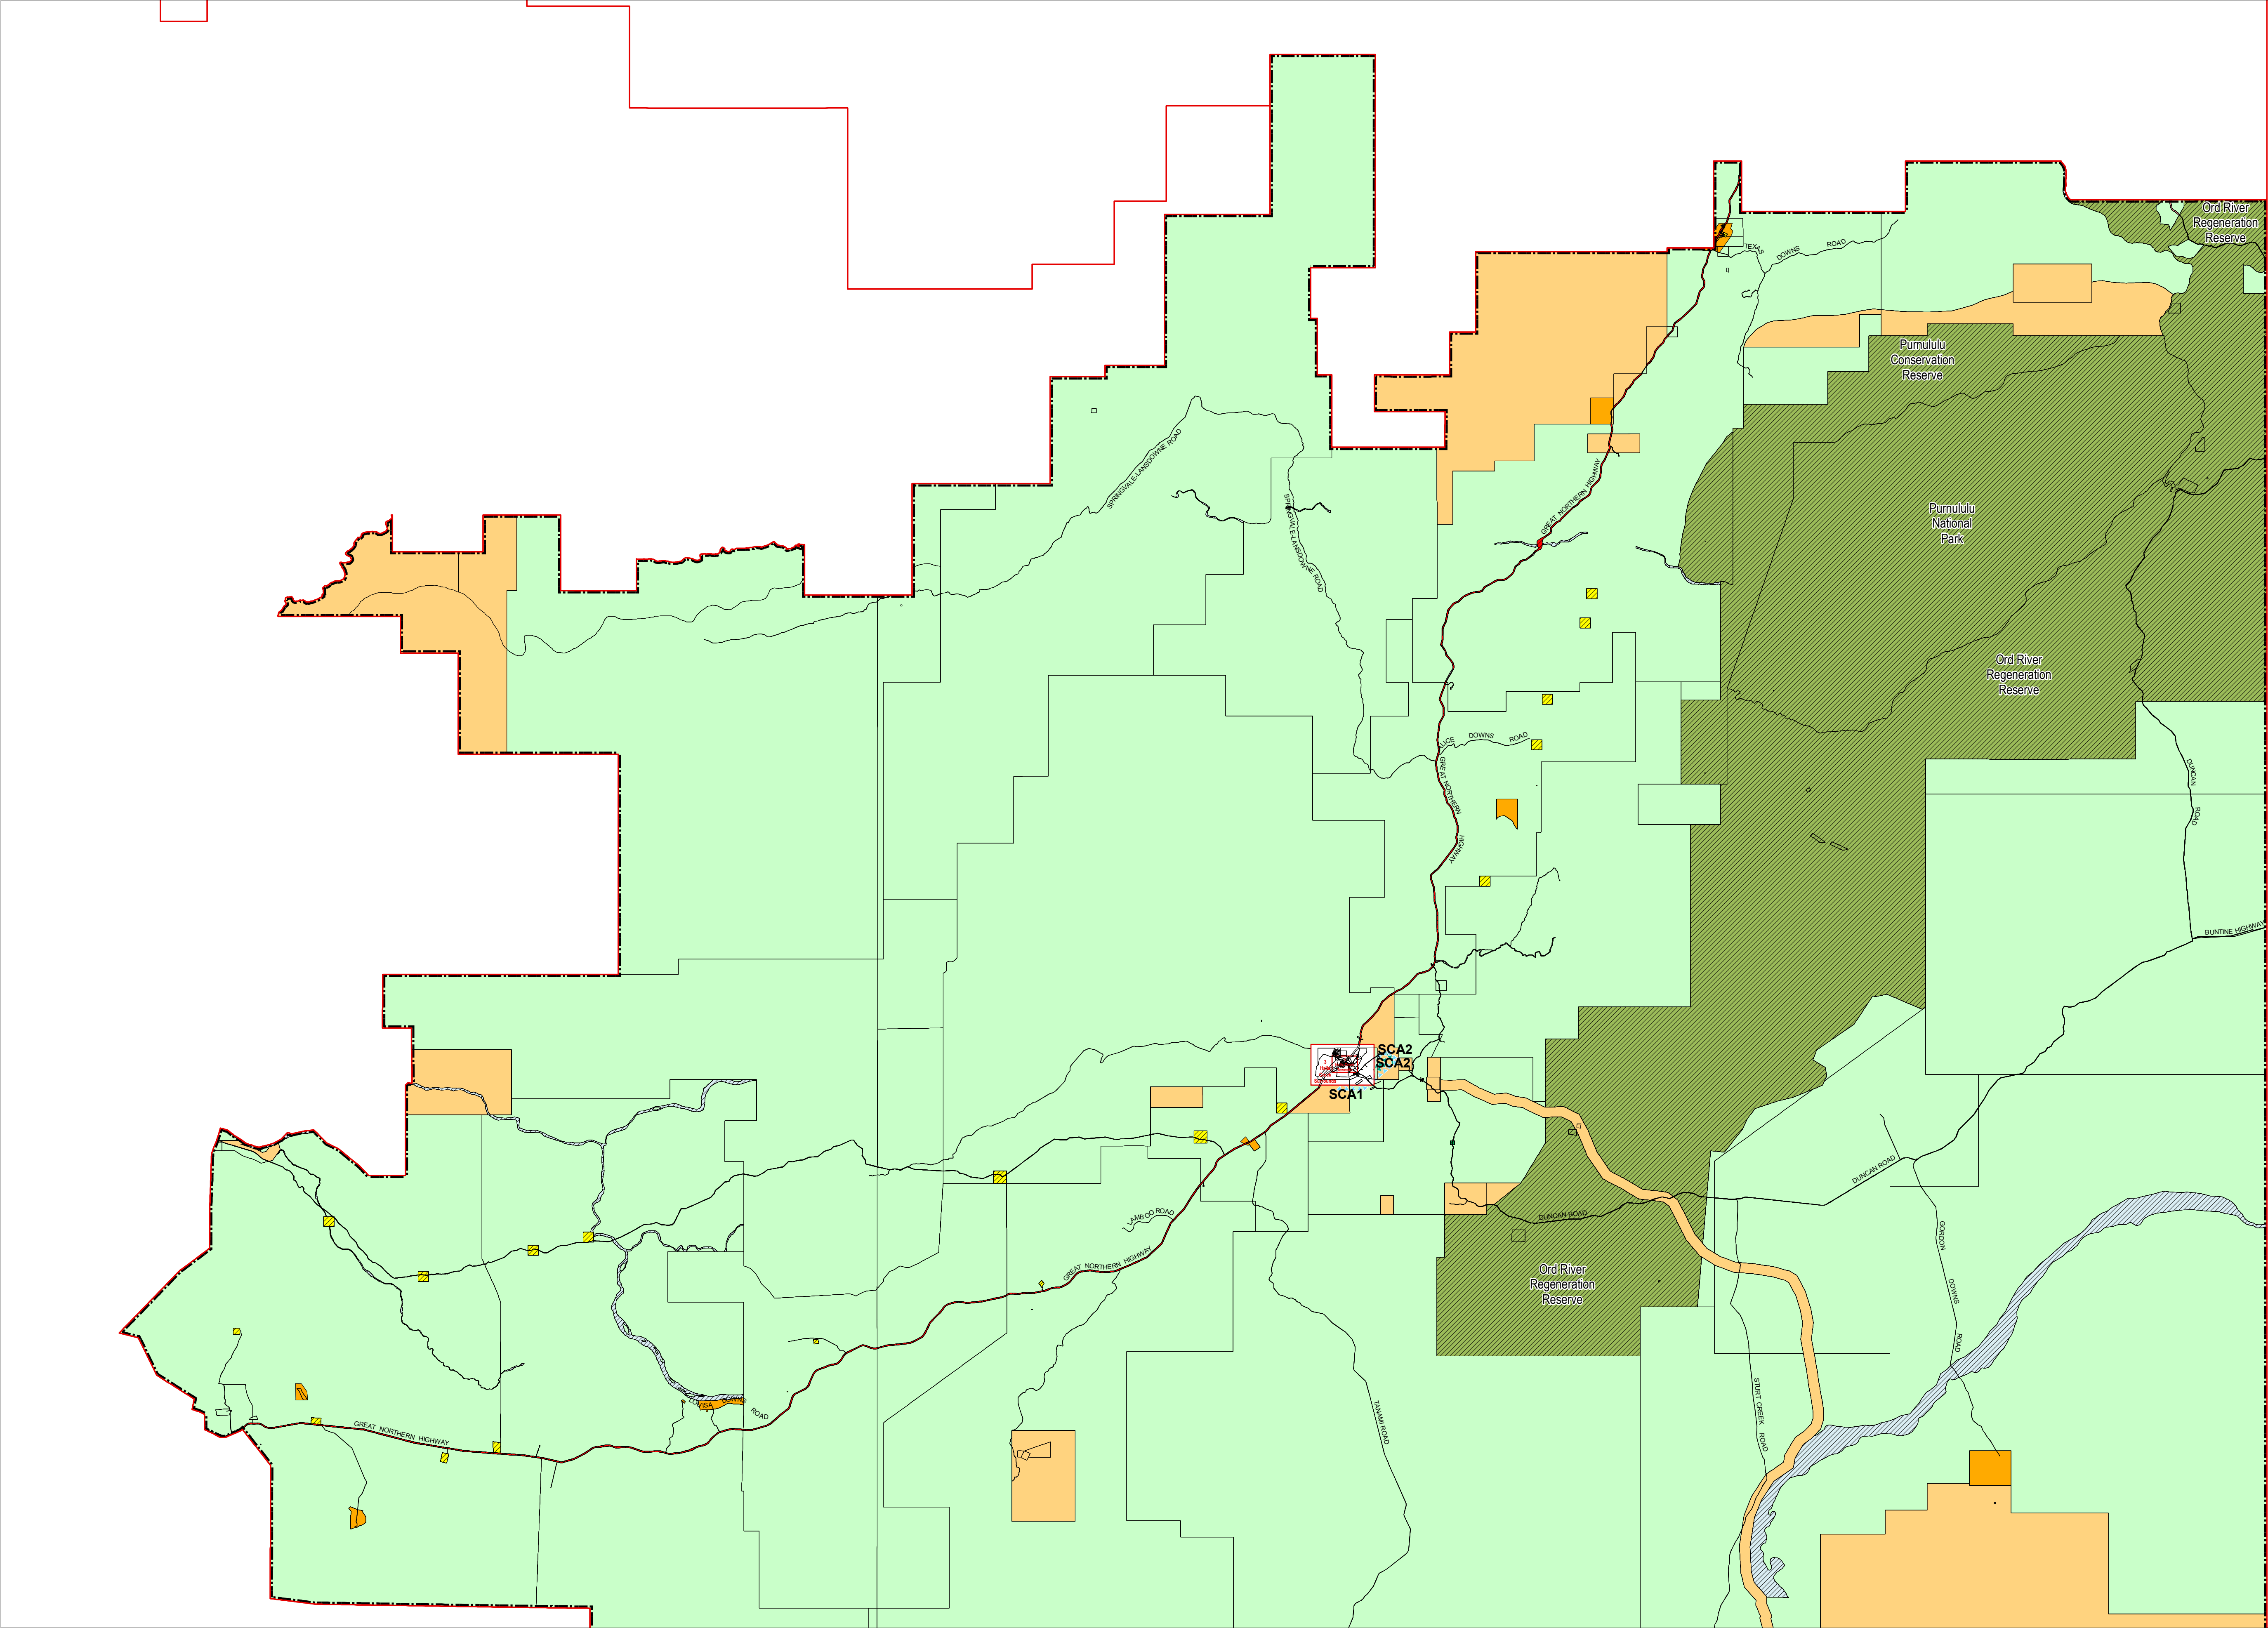 Ord River
Regeneration
Reserve
TEXAS DOWNS ROAD
Purnululu
Conservation
Reserve
SPRINGVALE-LANSDOWNE ROAD
SPRINGVALE-LANSDOWNE ROAD
GREAT NORTHERN HIGHWAY
Purnululu
National
Park
Ord River
Regeneration
Reserve
ALICE DOWNS ROAD
GREAT NORTHERN HIGHWAY
DUNCAN ROAD
BUNTINE HIGHWAY
SCA2
SCA2
SCA1
DUNCAN ROAD
LAMBOO ROAD
DUNCAN ROAD
GORDON DOWNS ROAD
GREAT NORTHERN HIGHWAY
Ord River
Regeneration
Reserve
STURT CREEK ROAD
LOUISA DOWNS ROAD
TANAMI ROAD
GREAT NORTHERN HIGHWAY